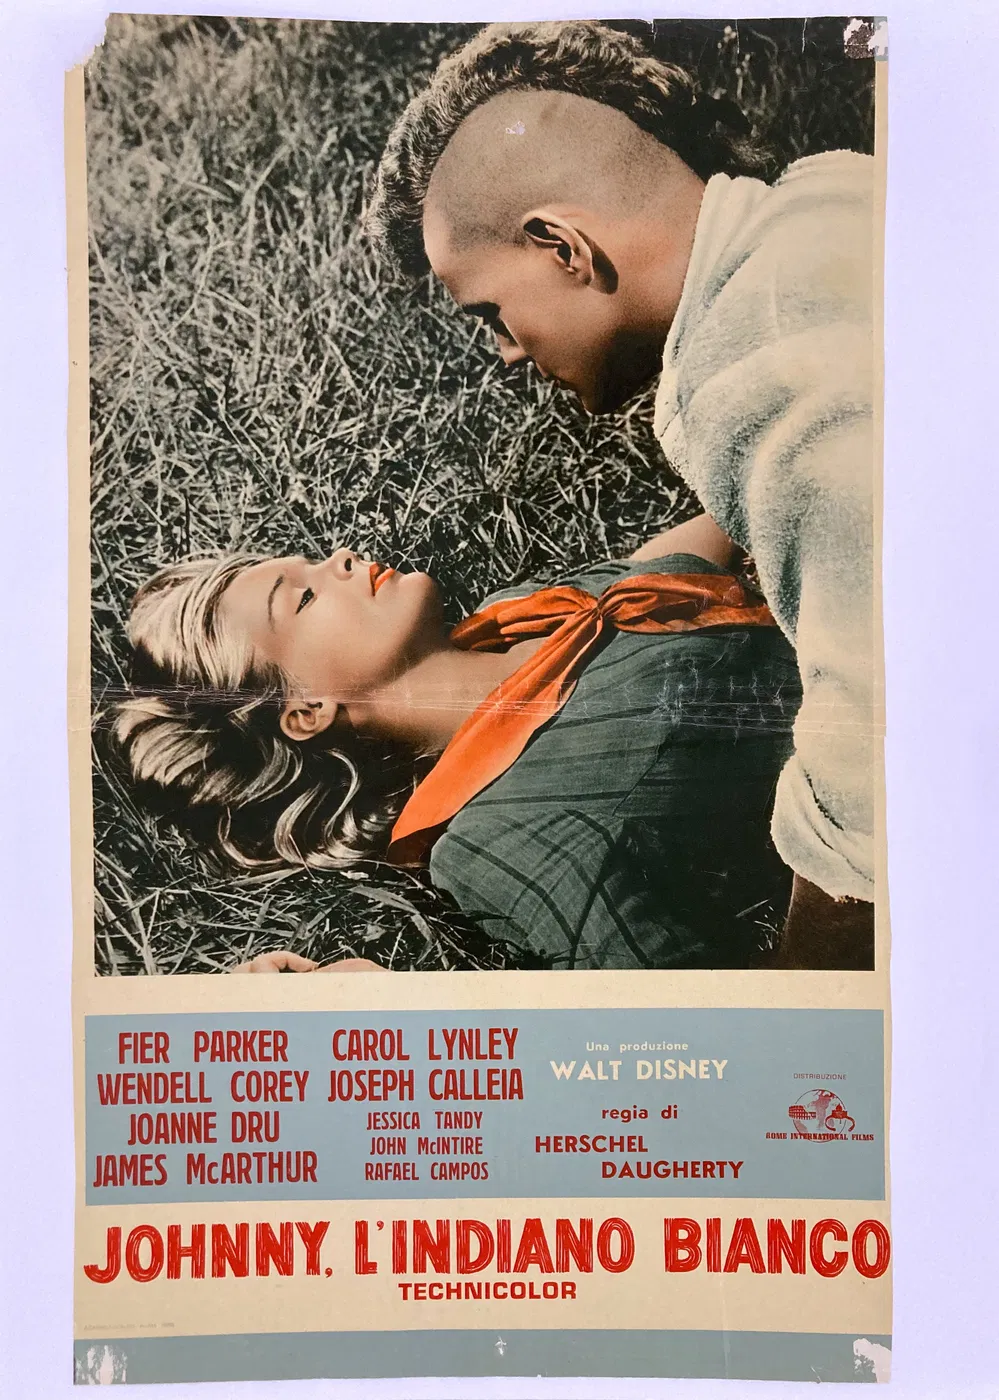 FIER PARKER
WENDELL COREY
JOANNE DRU
JAMES McARTHUR
CAROL LYNLEY
JOSEPH CALLEIA
JESSICA TANDY
JOHN McINTIRE
RAFAEL CAMPOS
Una produzione
WALT DISNEY
regia di
HERSCHEL
DAUGHERTY
DISTRIBUZIONE
ROME INTERNATIONAL FILMS
JOHNNY, L'INDIANO BIANCO
TECHNICOLOR